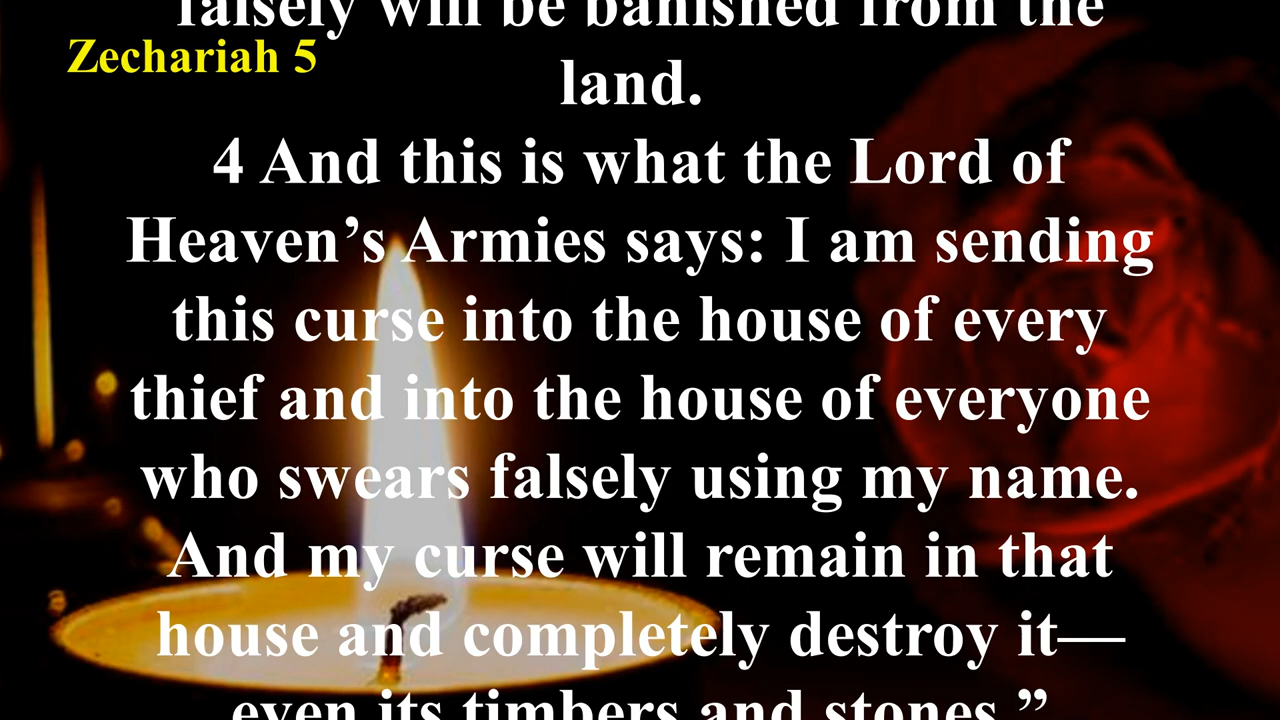 falsely will be banished from the
Zechariah 5
land.
4 And this is what the Lord of
Heaven’s Armies says: I am sending
this curse into the house of every
thief and into the house of everyone
who swears falsely using my name.
And my curse will remain in that
house and completely destroy it—
even its timbers and stones.”